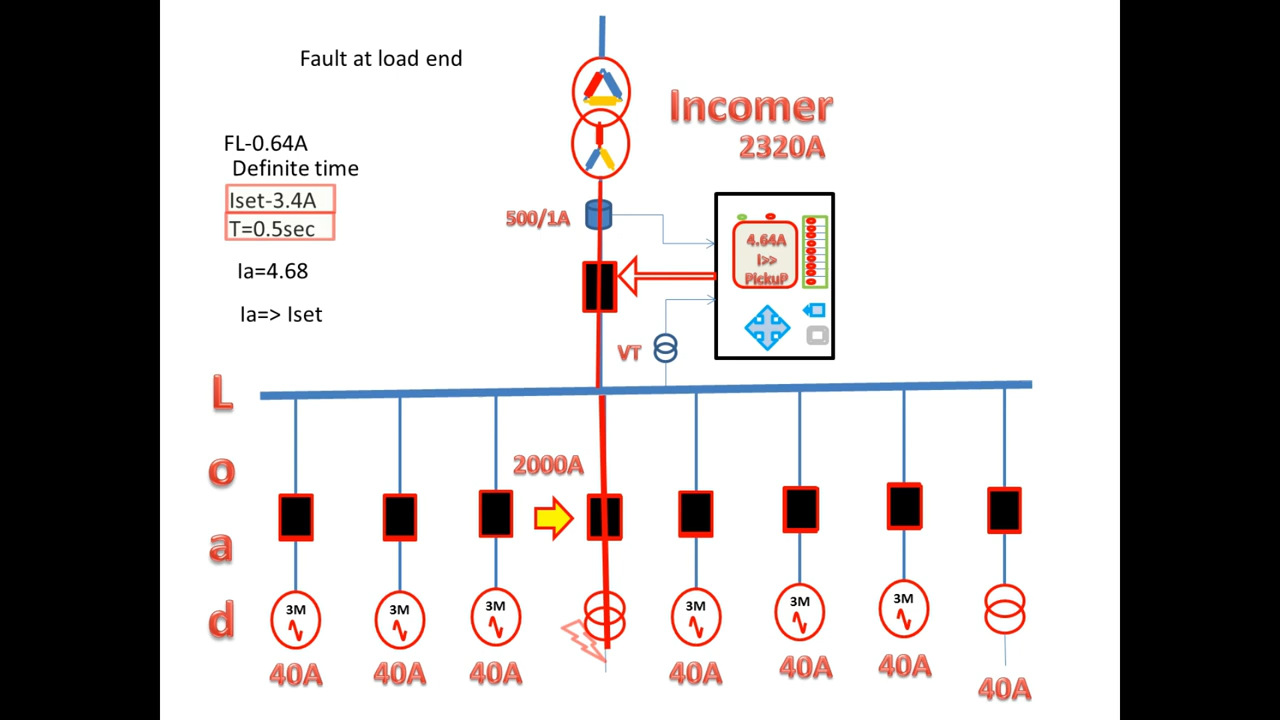 Fault at load end
Incomer
2320A
FL-0.64A
Definite time
Iset-3.4A
T=0.5sec
500/1A
4.64A
I>>
PickuP
Ia=4.68
Ia=> Iset
VT
L
o
a
d
2000A
3M
3M
3M
3M
3M
3M
40A
40A
40A
40A
40A
40A
40A